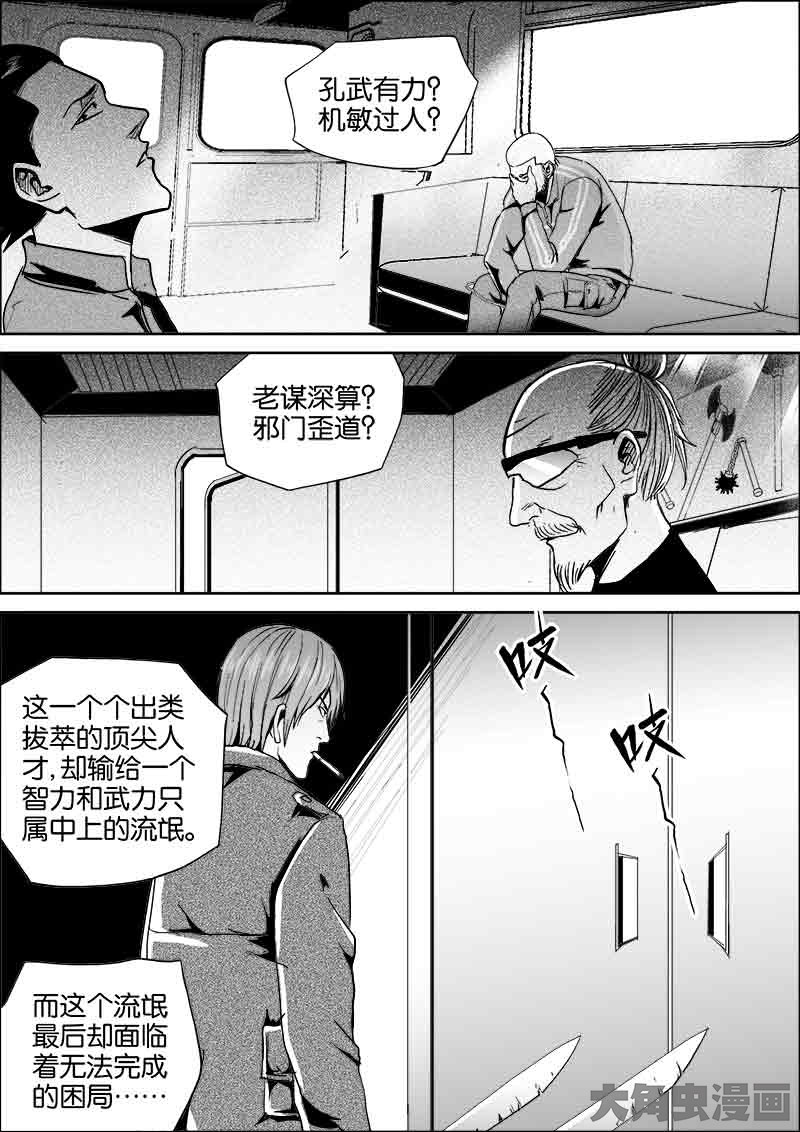 孔武有力?
机敏过人?
老谋深算?
邪门歪道?
这一个个出类
拔萃的顶尖人
才,却输给一个
智力和武力只
属中上的流氓。
吱
吱
而这个流氓
最后却面临
着无法完成
的困局……
大角虫漫画